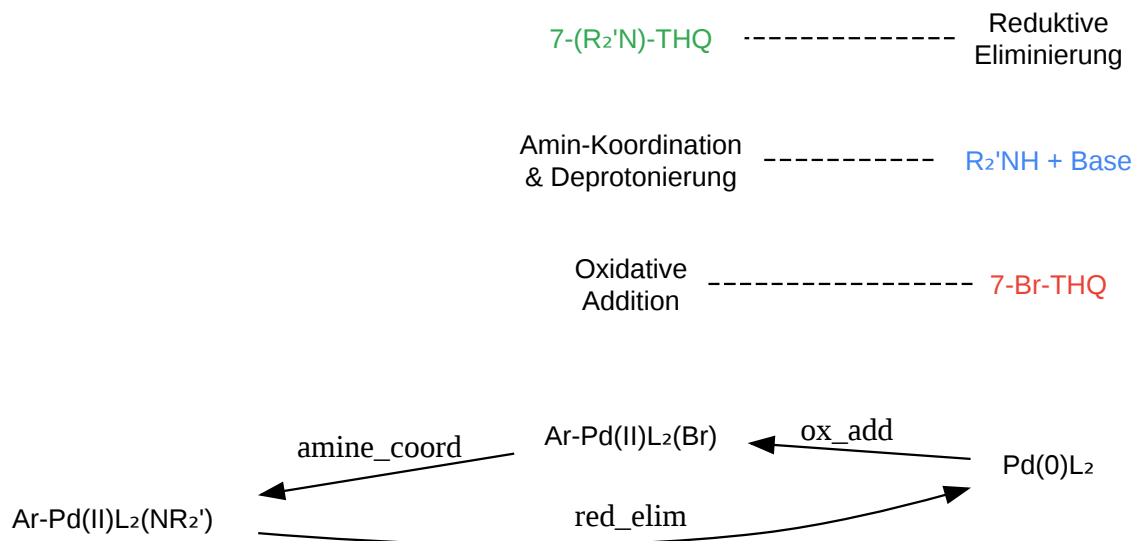 7-(R₂'N)-THQ
Reduktive
Eliminierung
Amin-Koordination
& Deprotonierung
R₂'NH + Base
Oxidative
Addition
7-Br-THQ
amine_coord
Ar-Pd(II)L₂(Br)
ox_add
Pd(0)L₂
Ar-Pd(II)L₂(NR₂')
red_elim